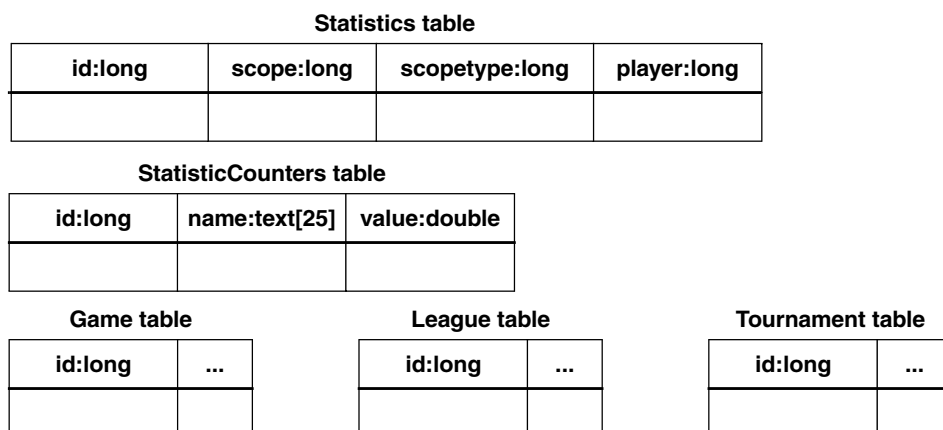 Statistics table
id:long scope:long scopetype:long player:long
StatisticCounters table
id:long name:text[25] value:double
Game table League table Tournament table
id:long ... id:long ... id:long ...